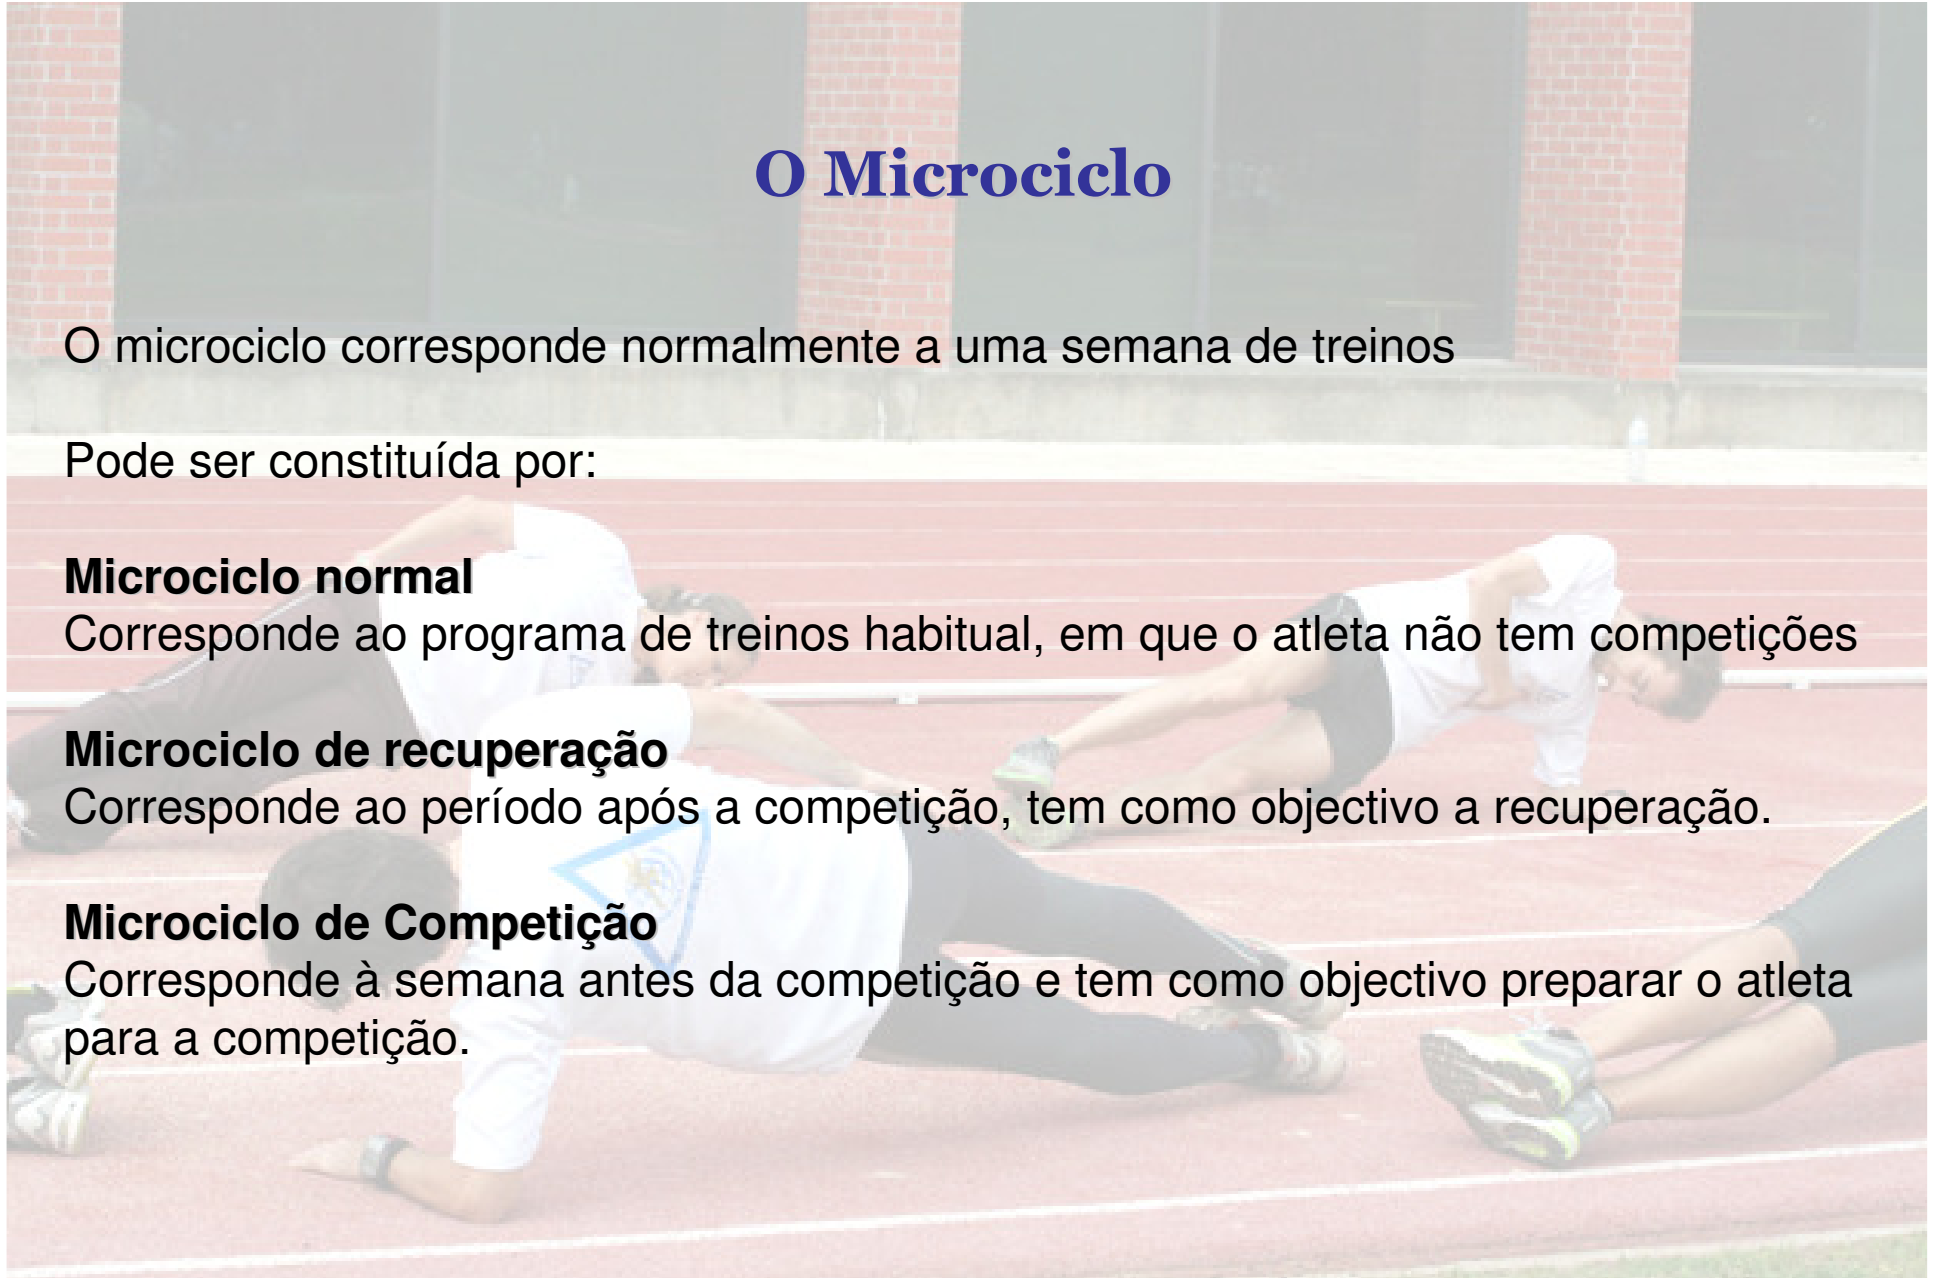 O Microciclo
O microciclo corresponde normalmente a uma semana de treinos
Pode ser constituída por:
Microciclo normal
Corresponde ao programa de treinos habitual, em que o atleta não tem competições
Microciclo de recuperação
Corresponde ao período após a competição, tem como objectivo a recuperação.
Microciclo de Competição
Corresponde à semana antes da competição e tem como objectivo preparar o atleta
para a competição.